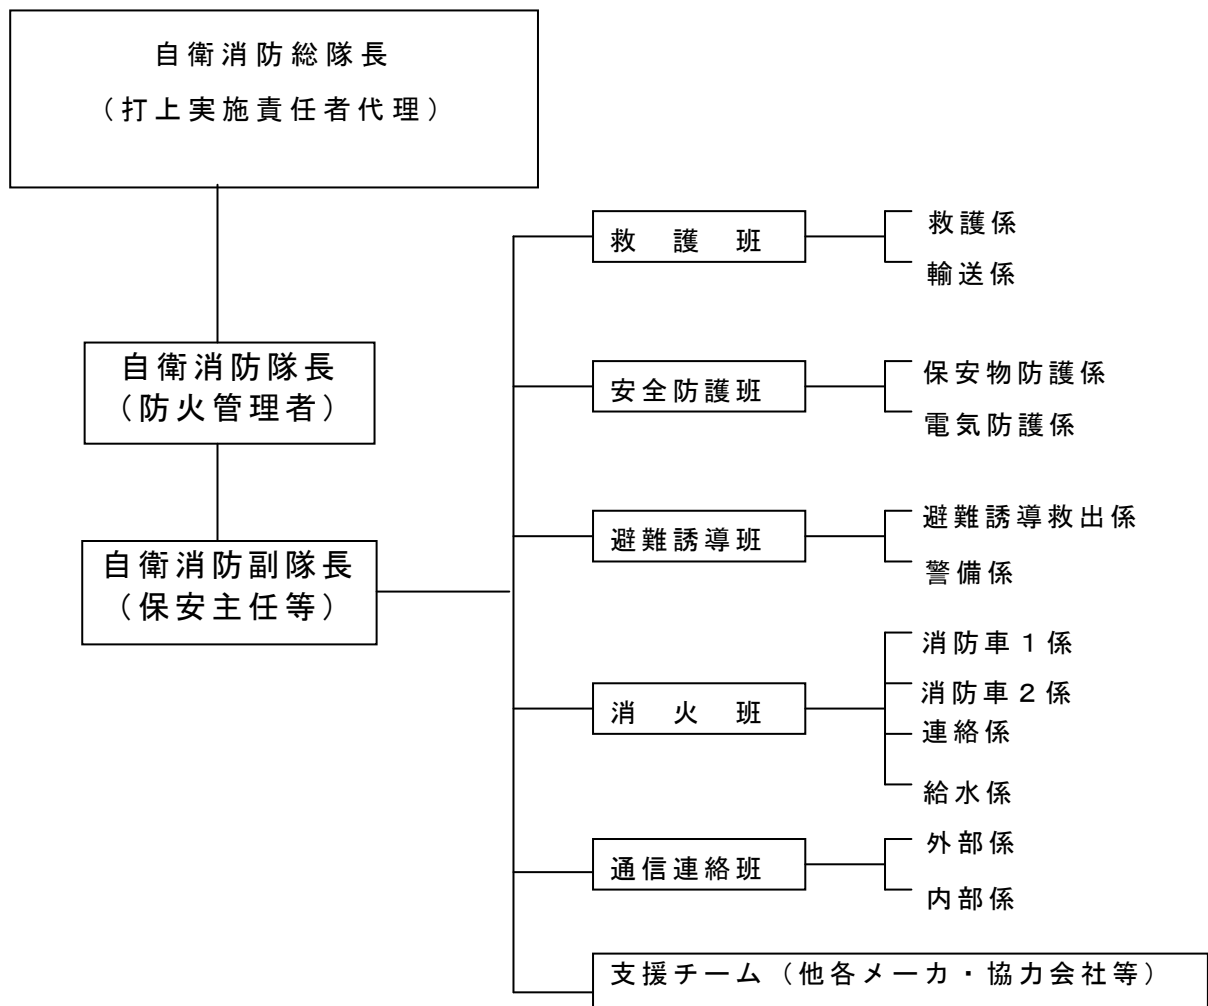 自衛消防総隊長
（打上実施責任者代理）
自衛消防隊長
（防火管理者）
自衛消防副隊長
（保安主任等）
救護班
救護係
輸送係
安全防護班
保安物防護係
電気防護係
避難誘導班
避難誘導救出係
警備係
消火班
消防車１係
消防車２係
連絡係
給水係
通信連絡班
外部係
内部係
支援チーム（他各メーカ・協力会社等）